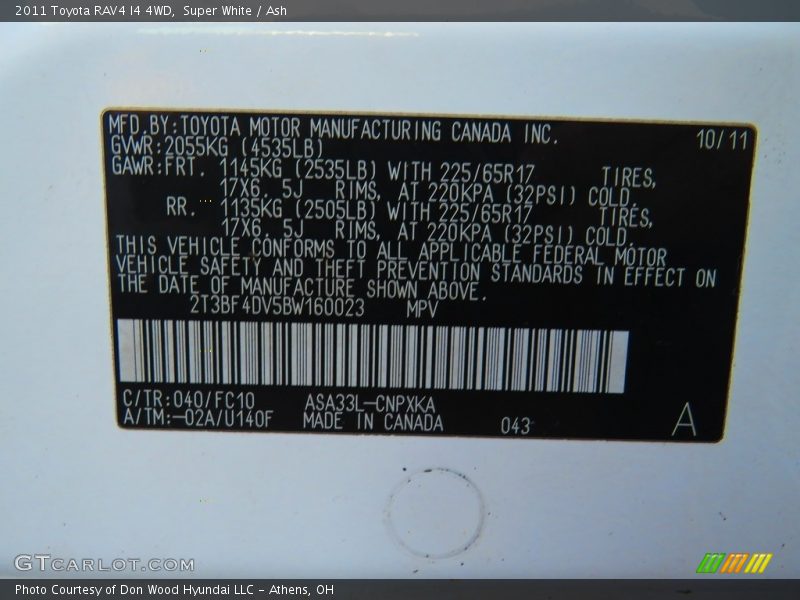 2011 Toyota RAV4 I4 4WD,  Super White / Ash
MFD.BY:TOYOTA MOTOR MANUFACTURING CANADA INC. 10/11
GVWR:2055KG (4535LB)
GAWR:FRT. 1145KG (2535LB) WITH 225/65R17 TIRES,
17X6. 5J RIMS, AT 220KPA (32PSI) COLD.
RR. 1135KG (2505LB) WITH 225/65R17 TIRES,
17X6. 5J RIMS, AT 220KPA (32PSI) COLD.
THIS VEHICLE CONFORMS TO ALL APPLICABLE FEDERAL MOTOR
VEHICLE SAFETY AND THEFT PREVENTION STANDARDS IN EFFECT ON
THE DATE OF MANUFACTURE SHOWN ABOVE.
2T3BF4DV5BW160023 MPV
C/TR:040/FC10 ASA33L-CNPXKA
A/TM:-02A/U140F MADE IN CANADA 043 A
GTCARLOT.COM
Photo Courtesy of Don Wood Hyundai LLC - Athens, OH